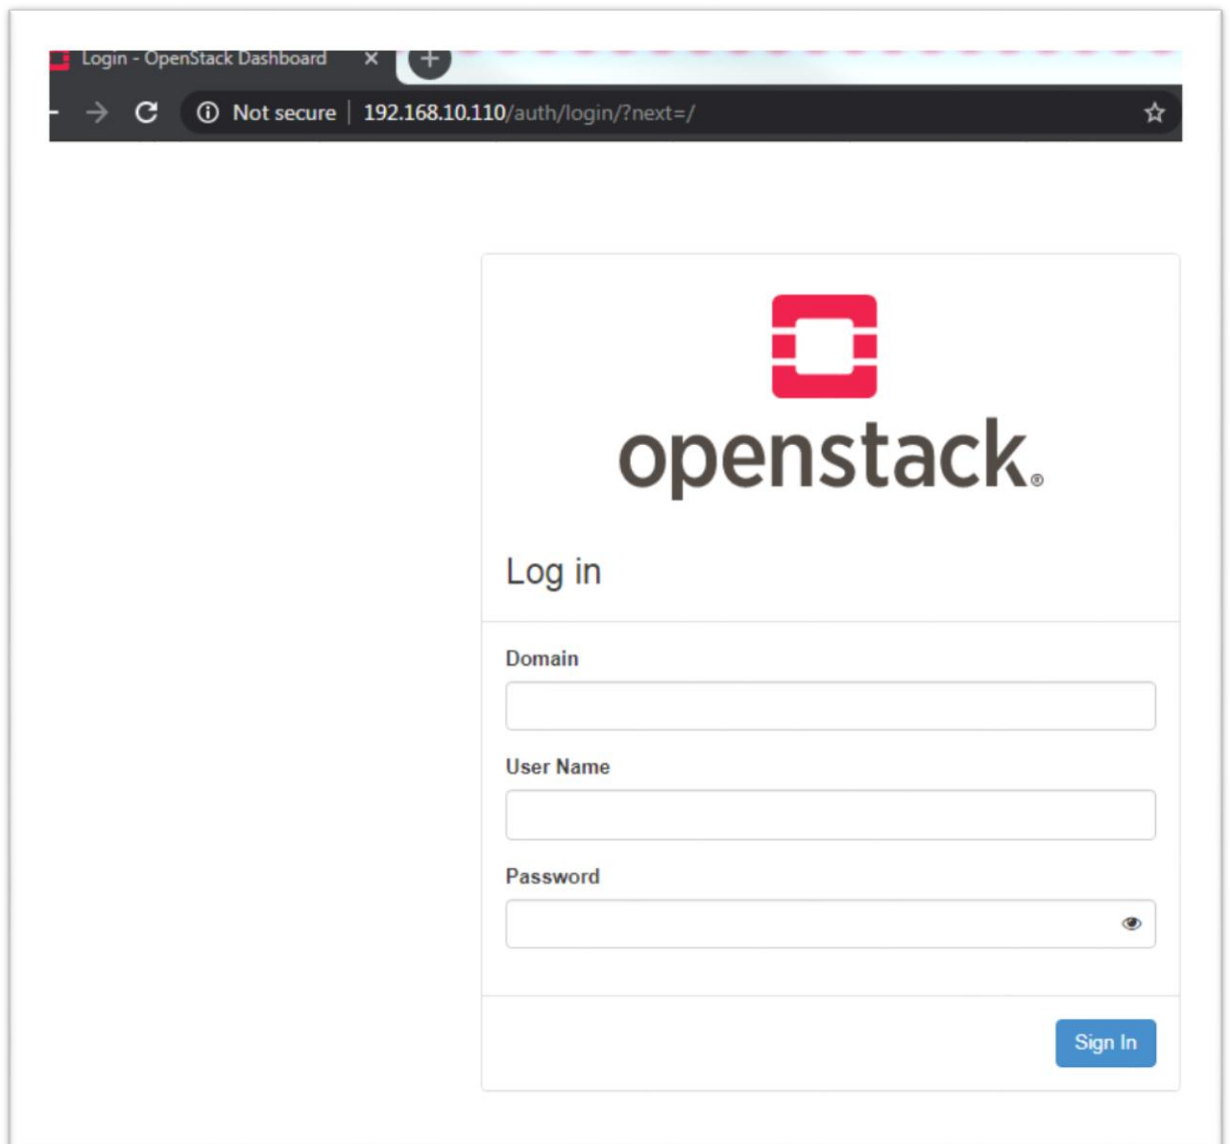 Login - OpenStack Dashboard
Not secure | 192.168.10.110/auth/login/?next=/
openstack.®
Log in
Domain
User Name
Password
Sign In